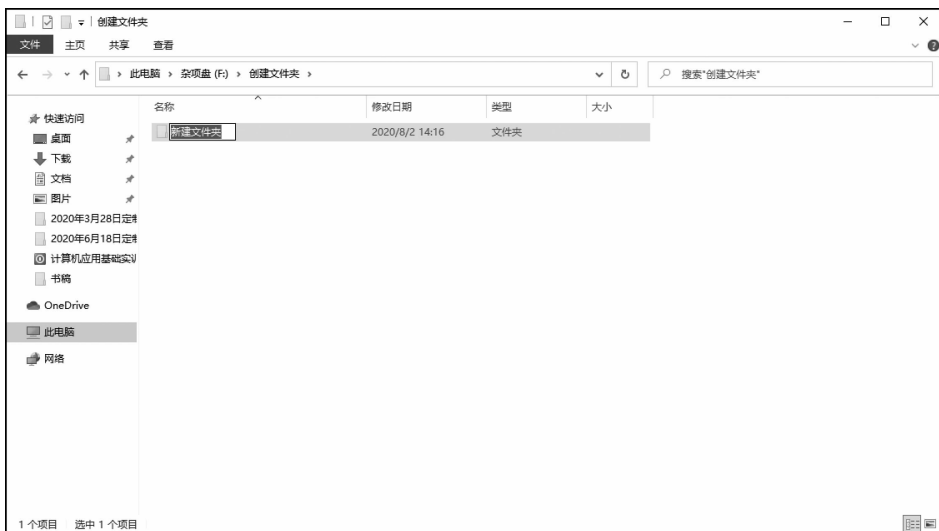 创建文件夹
文件 主页 共享 查看
此电脑 › 杂项盘 (F:) › 创建文件夹 ›
搜索"创建文件夹"
名称 修改日期 类型 大小
新建文件夹 2020/8/2 14:16 文件夹
快速访问
桌面
下载
文档
图片
2020年3月28日定制
2020年6月18日定制
计算机应用基础实训
书稿
OneDrive
此电脑
网络
1 个项目 选中 1 个项目